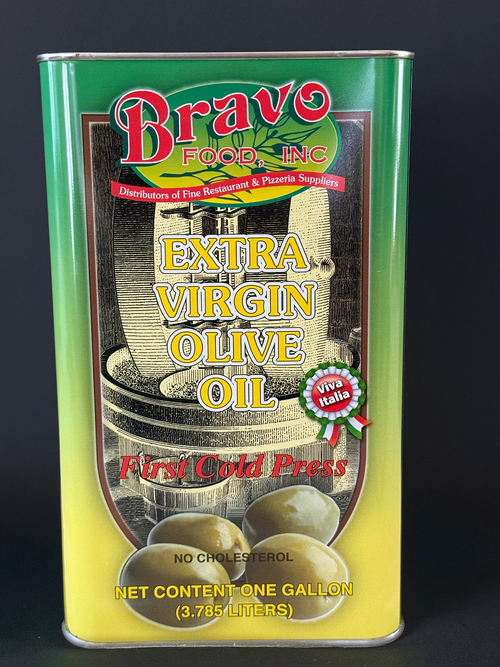 Bravo
FOOD, INC
Distributors of Fine Restaurant & Pizzeria Suppliers
EXTRA
VIRGIN
OLIVE
OIL
Viva
Italia
First Cold Press
NO CHOLESTEROL
NET CONTENT ONE GALLON
(3.785 LITERS)